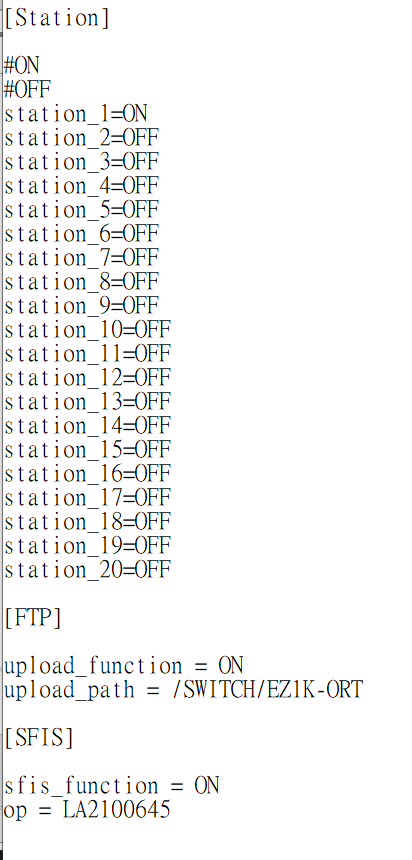 [Station]
#ON
#OFF
station_1=ON
station_2=OFF
station_3=OFF
station_4=OFF
station_5=OFF
station_6=OFF
station_7=OFF
station_8=OFF
station_9=OFF
station_10=OFF
station_11=OFF
station_12=OFF
station_13=OFF
station_14=OFF
station_15=OFF
station_16=OFF
station_17=OFF
station_18=OFF
station_19=OFF
station_20=OFF
[FTP]
upload_function = ON
upload_path = /SWITCH/EZ1K-ORT
[SFIS]
sfis_function = ON
op = LA2100645